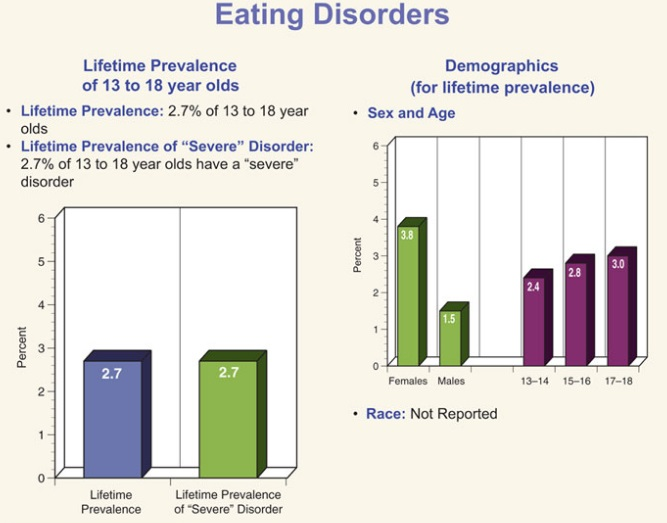 Eating Disorders
Lifetime Prevalence
of 13 to 18 year olds
• Lifetime Prevalence: 2.7% of 13 to 18 year
olds
• Lifetime Prevalence of “Severe” Disorder:
2.7% of 13 to 18 year olds have a “severe”
disorder
6
5
4
3
2
1
0
Percent
2.7
2.7
Lifetime
Prevalence
Lifetime Prevalence
of “Severe” Disorder
Demographics
(for lifetime prevalence)
• Sex and Age
6
5
4
3
2
1
0
Percent
3.8
1.5
2.4
2.8
3.0
Females Males 13–14 15–16 17–18
• Race: Not Reported